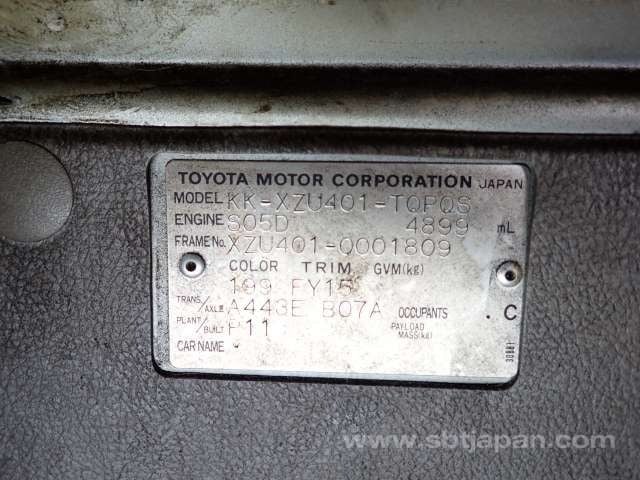 TOYOTA MOTOR CORPORATION JAPAN
MODEL KK-XZU401-TQPQS
ENGINE S05D 4899 mL
FRAME No. XZU401-0001809
COLOR TRIM GVM(kg)
199 FY15
TRANS./AXLE A443E B07A OCCUPANTS . C
PLANT/BUILT P11 PAYLOAD MASS(kg)
CAR NAME *
www.sbtjapan.com